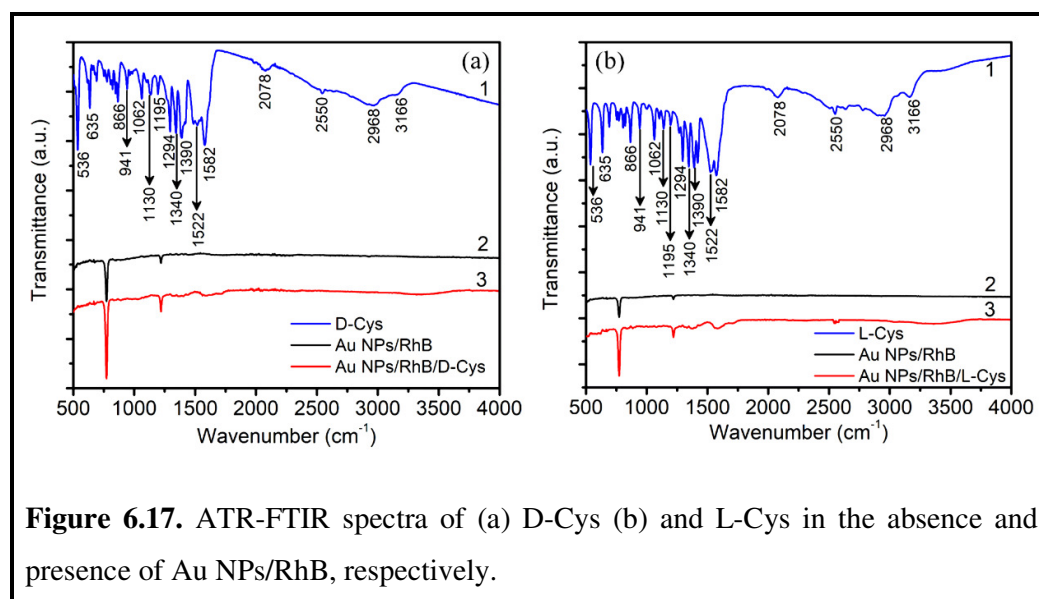 (a)
1
2078
2550
2968
3166
536
635
866
941
1062
1130
1195
1294
1340
1390
1522
1582
2
3
D-Cys
Au NPs/RhB
Au NPs/RhB/D-Cys
Transmittance (a.u.)
500 1000 1500 2000 2500 3000 3500 4000
Wavenumber (cm⁻¹)
(b)
1
2078
2550
2968
3166
536
635
866
941
1062
1130
1195
1294
1340
1390
1522
1582
2
3
L-Cys
Au NPs/RhB
Au NPs/RhB/L-Cys
Transmittance (a.u.)
500 1000 1500 2000 2500 3000 3500 4000
Wavenumber (cm⁻¹)
Figure 6.17. ATR-FTIR spectra of (a) D-Cys (b) and L-Cys in the absence and
presence of Au NPs/RhB, respectively.